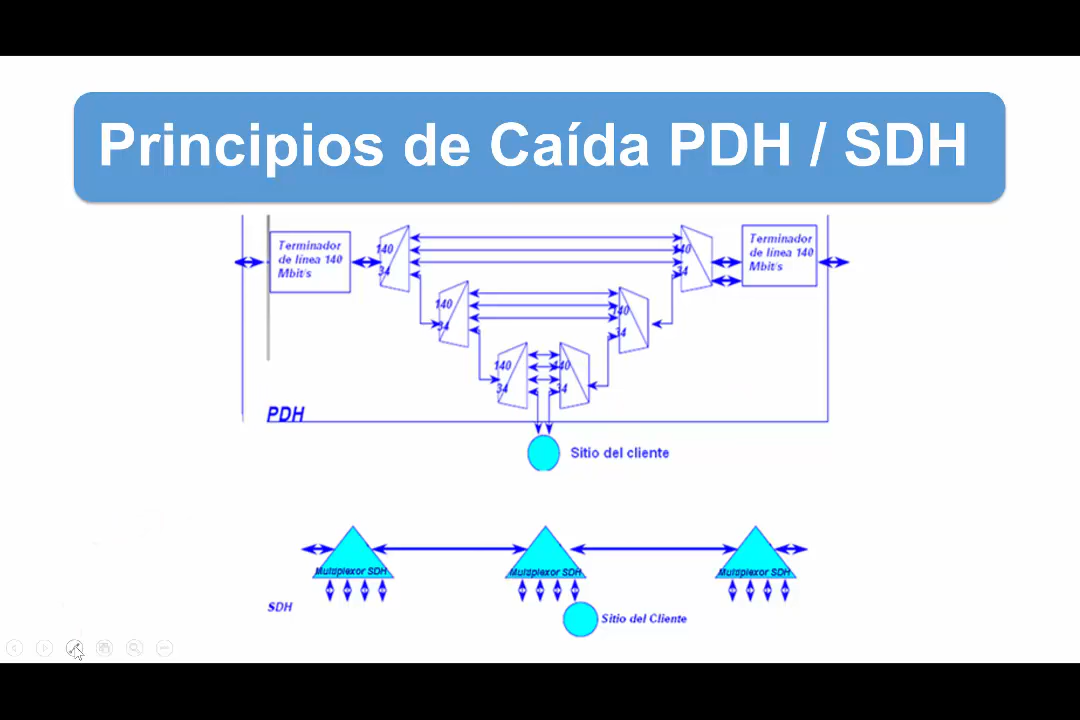 Principios de Caída PDH / SDH
Terminador
de línea 140
Mbit/s
140
34
140
34
Terminador
de línea 140
Mbit/s
140
34
140
34
140
34
140
34
PDH
Sitio del cliente
Multiplexor SDH
Multiplexor SDH
Multiplexor SDH
SDH
Sitio del Cliente